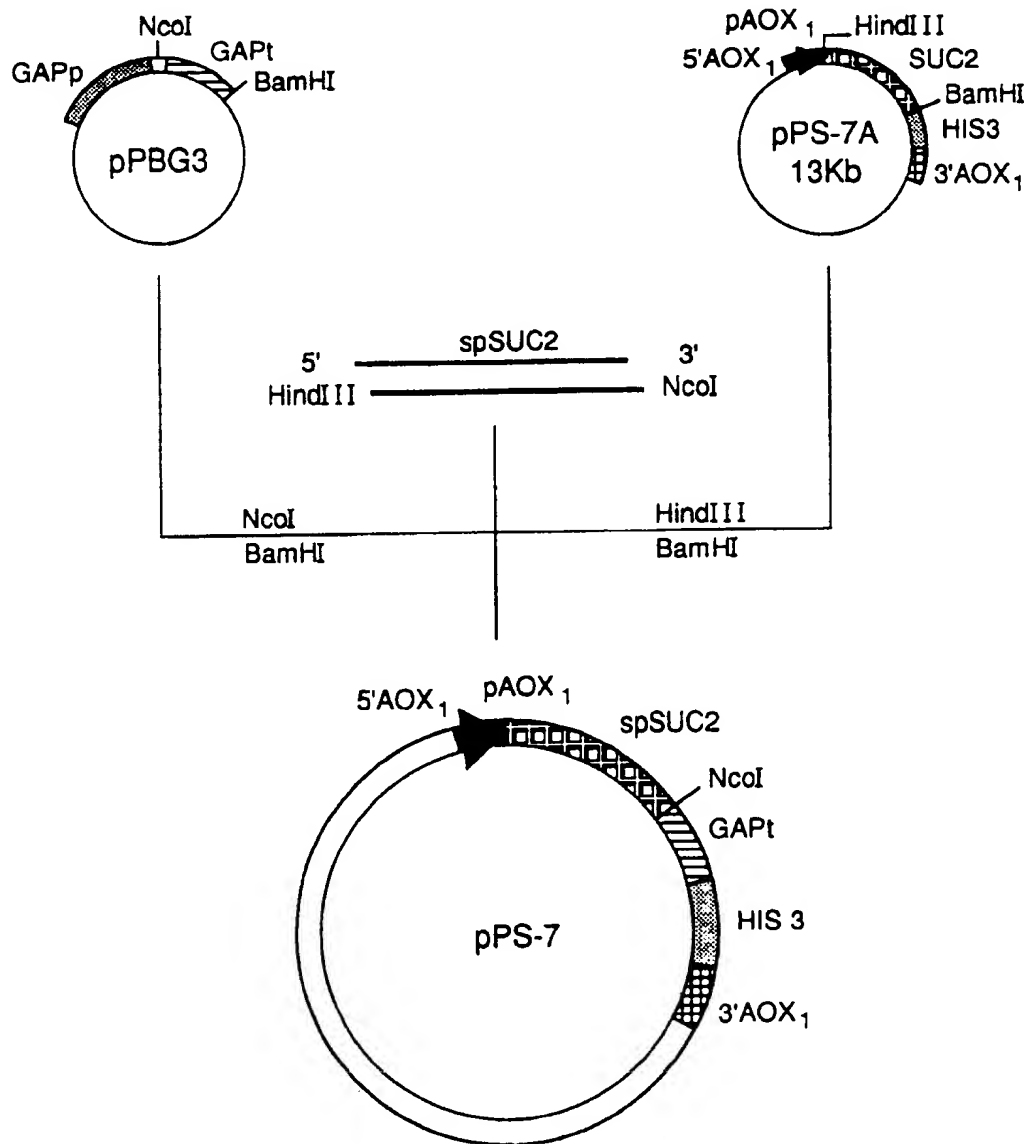 NcoI
GAPp
GAPt
BamHI
pPBG3
pAOX₁
HindIII
5'AOX₁
SUC2
BamHI
HIS3
3'AOX₁
pPS-7A
13Kb
spSUC2
5'
3'
HindIII
NcoI
NcoI
BamHI
HindIII
BamHI
5'AOX₁
pAOX₁
spSUC2
NcoI
GAPt
HIS 3
3'AOX₁
pPS-7